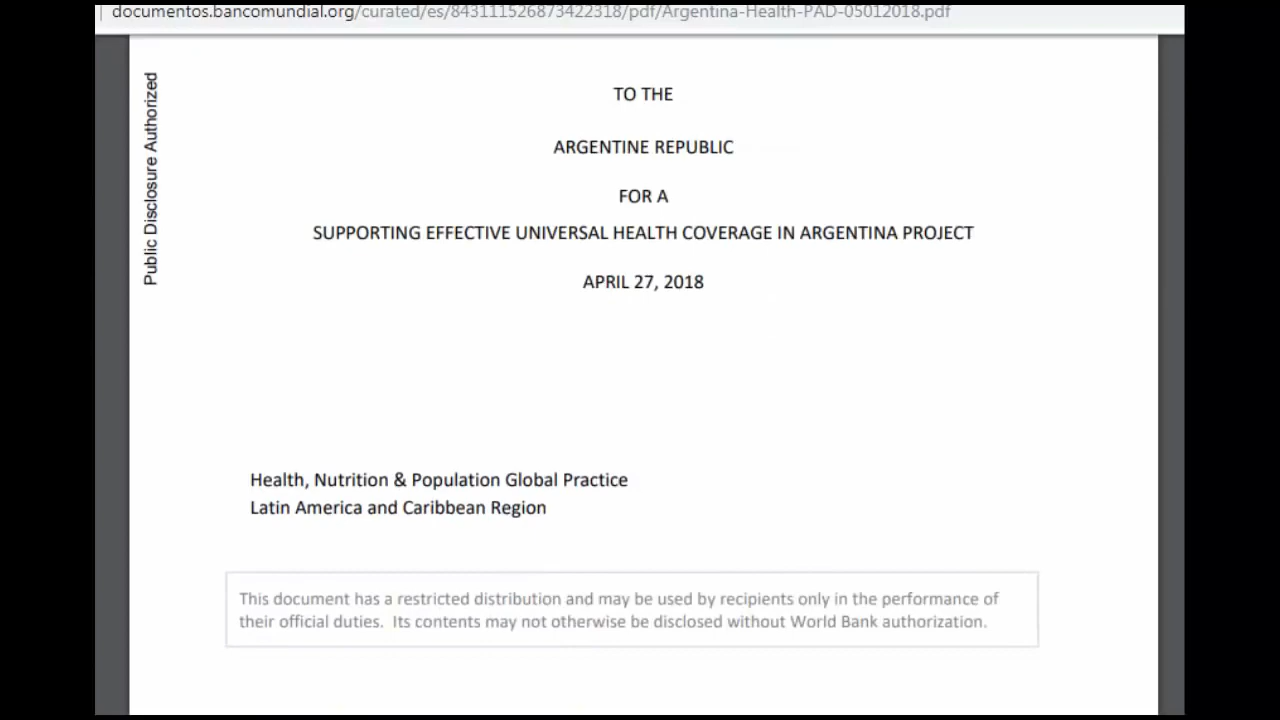 documentos.bancomundial.org/curated/es/843111526873422318/pdf/Argentina-Health-PAD-05012018.pdf
Public Disclosure Authorized
TO THE
ARGENTINE REPUBLIC
FOR A
SUPPORTING EFFECTIVE UNIVERSAL HEALTH COVERAGE IN ARGENTINA PROJECT
APRIL 27, 2018
Health, Nutrition & Population Global Practice
Latin America and Caribbean Region
This document has a restricted distribution and may be used by recipients only in the performance of
their official duties.  Its contents may not otherwise be disclosed without World Bank authorization.